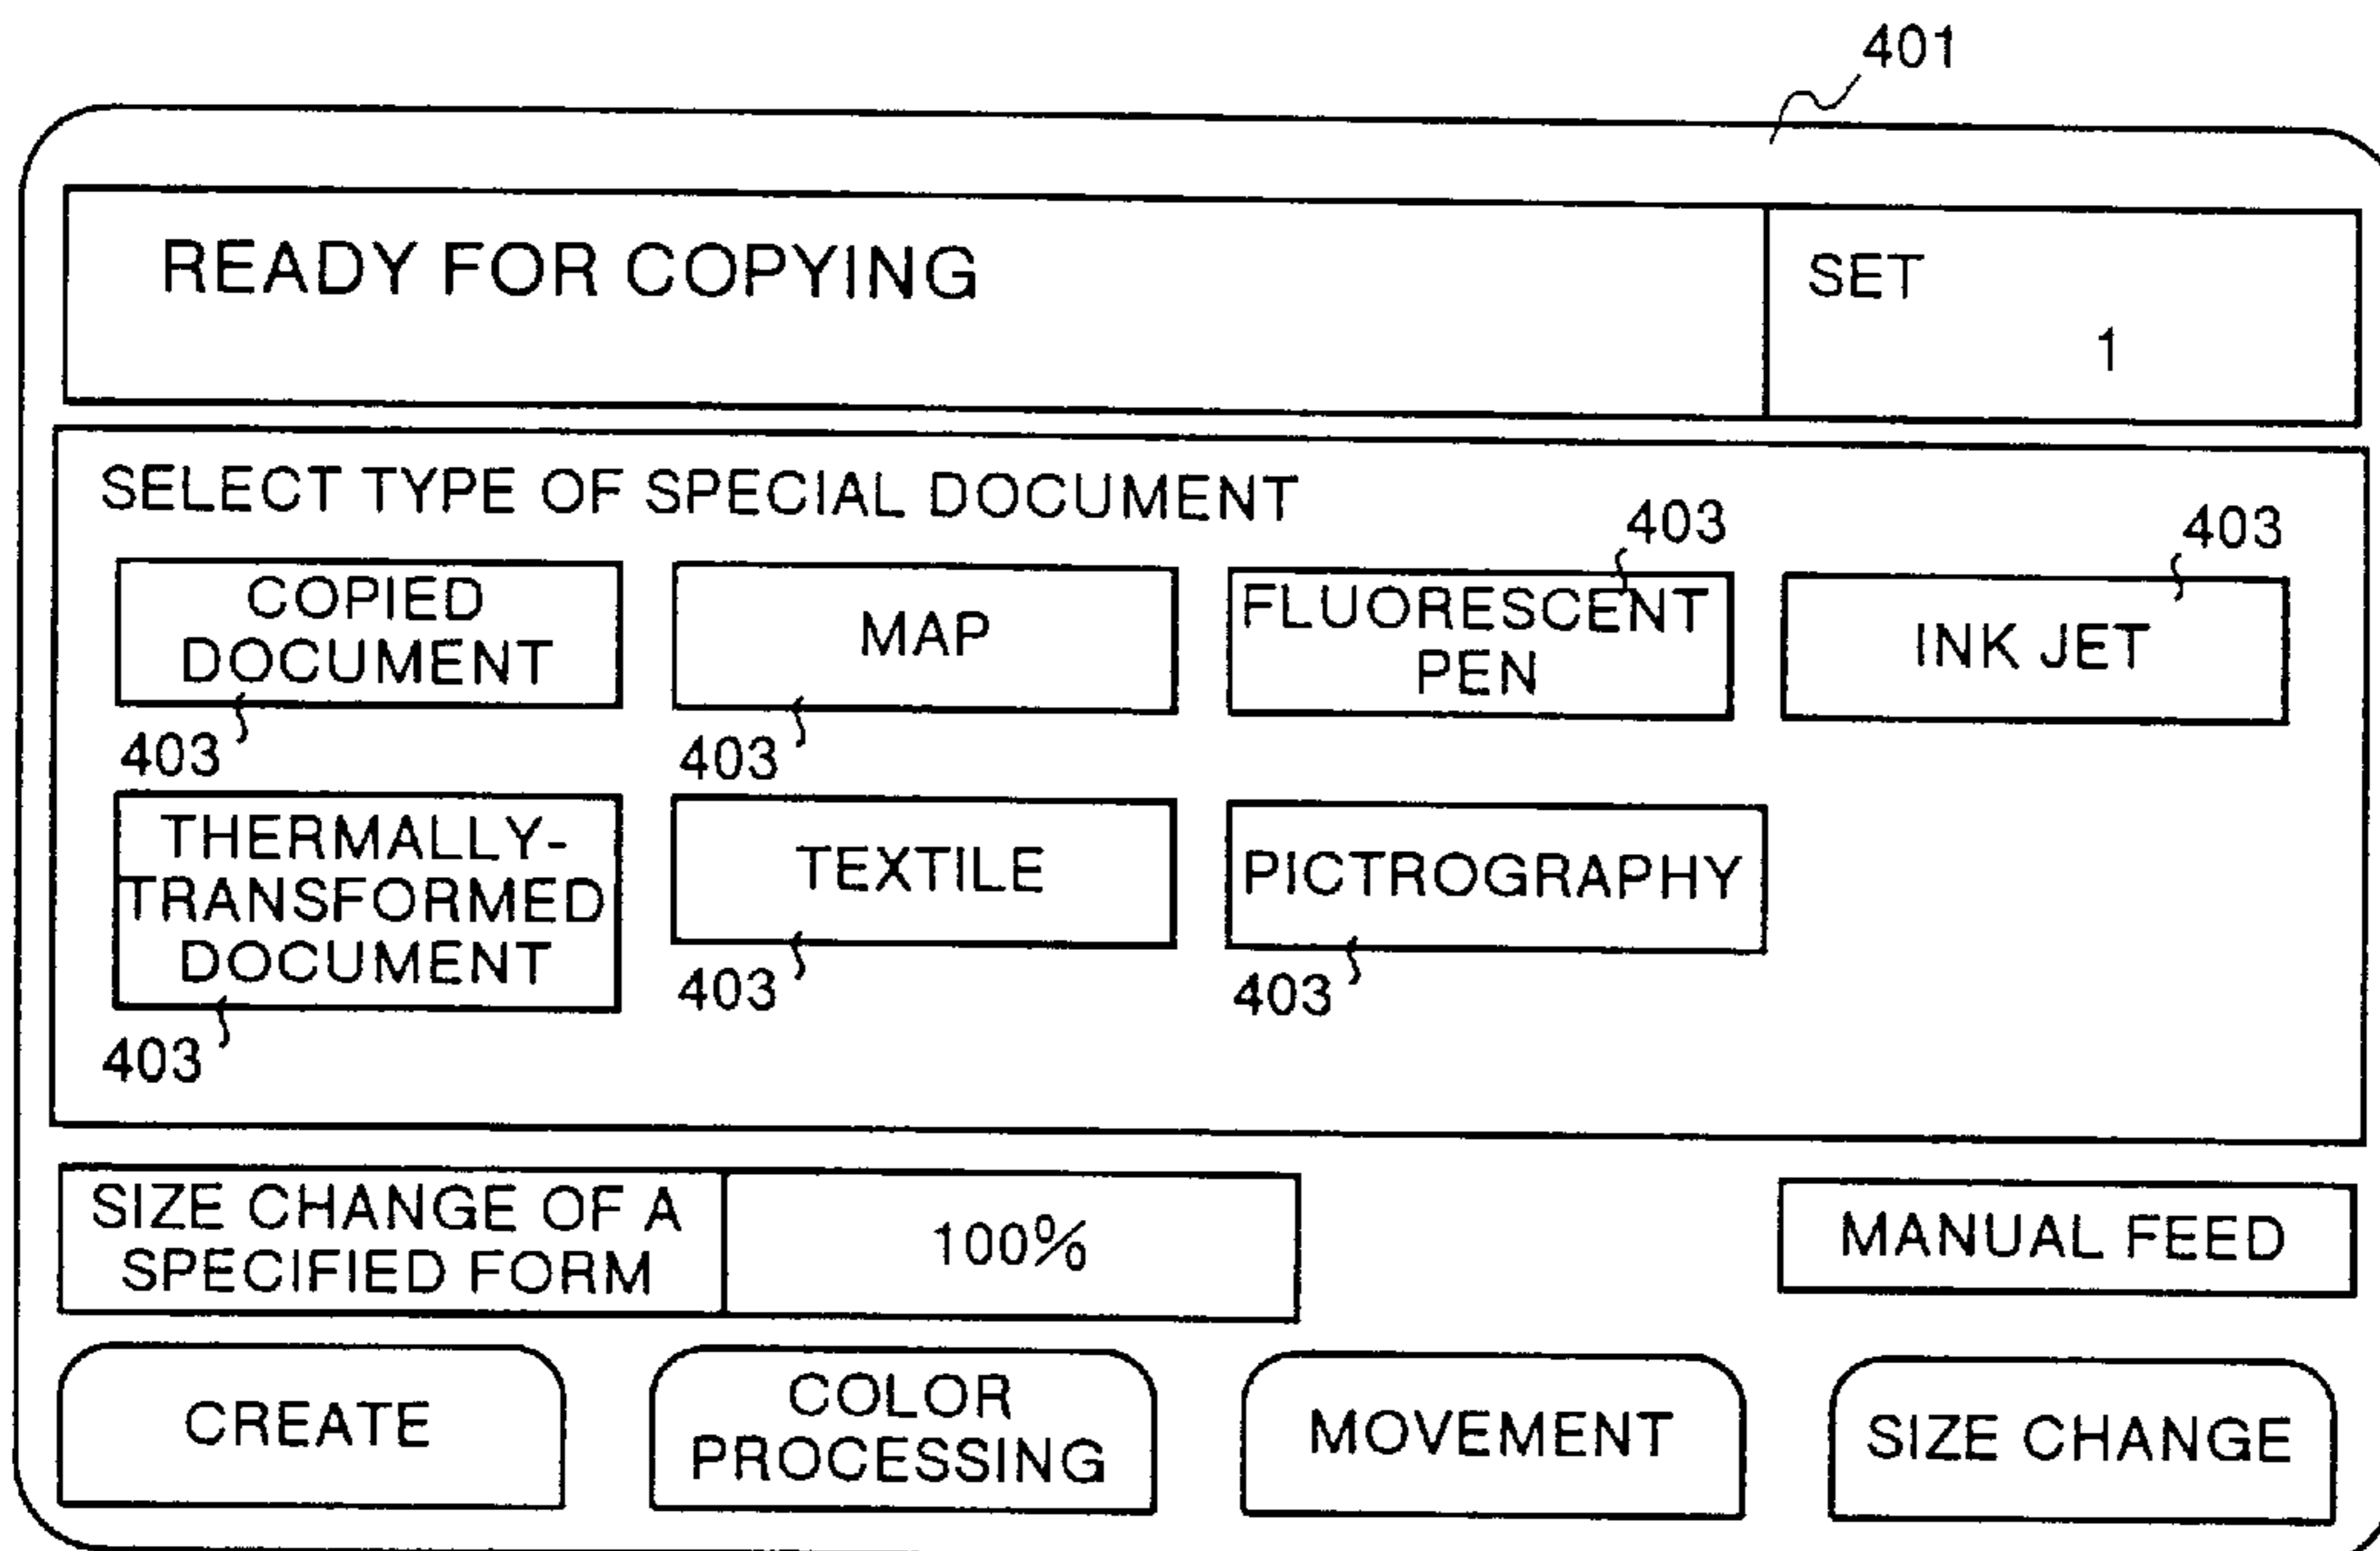 401
READY FOR COPYING
SET
1
SELECT TYPE OF SPECIAL DOCUMENT
403
403
COPIED
DOCUMENT
MAP
FLUORESCENT
PEN
INK JET
403
403
THERMALLY-
TRANSFORMED
DOCUMENT
TEXTILE
PICTROGRAPHY
403
403
403
SIZE CHANGE OF A
SPECIFIED FORM
100%
MANUAL FEED
CREATE
COLOR
PROCESSING
MOVEMENT
SIZE CHANGE